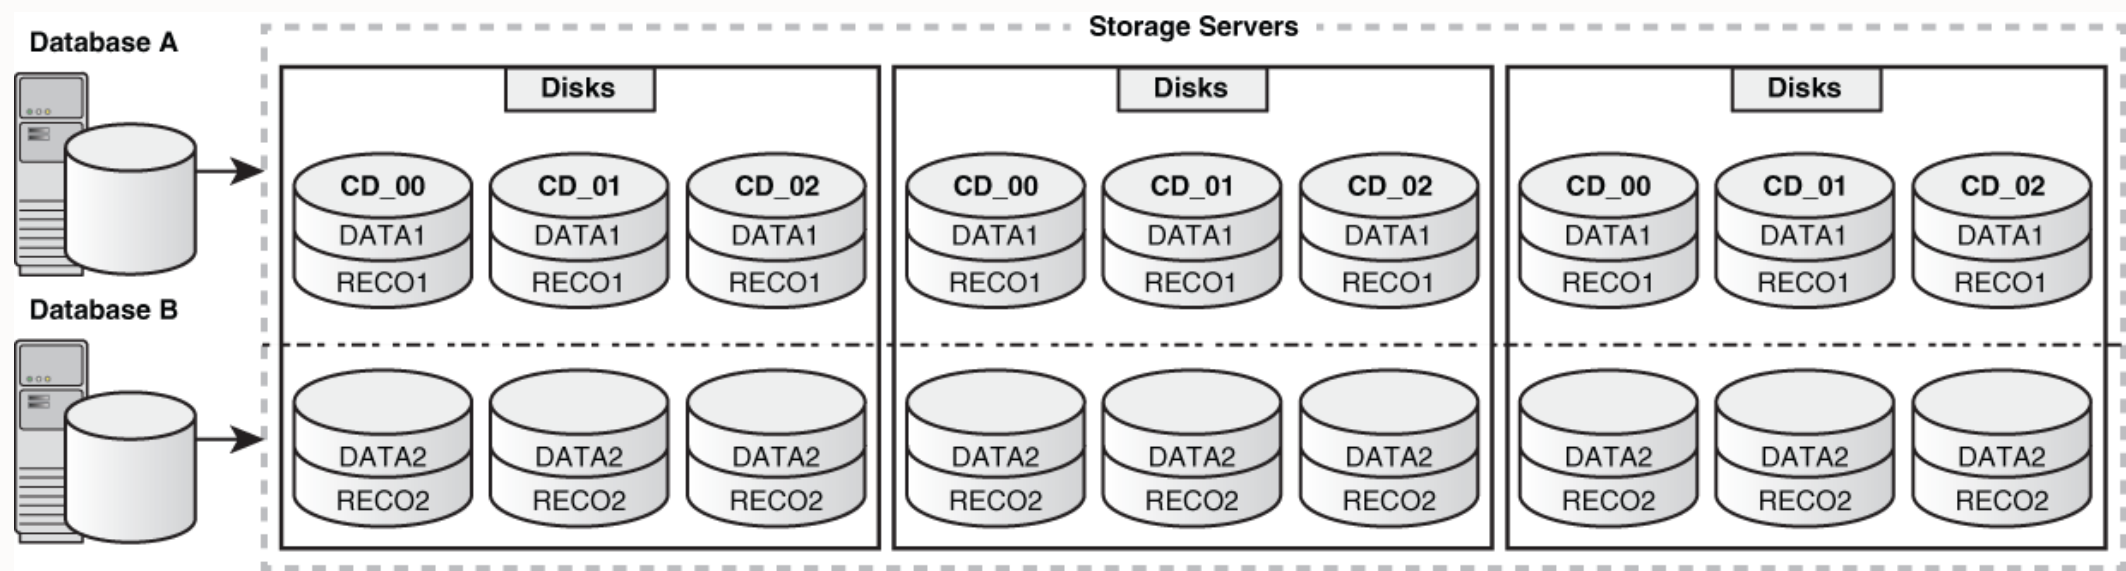 Storage Servers
Database A
Disks Disks Disks
CD_00 CD_01 CD_02 CD_00 CD_01 CD_02 CD_00 CD_01 CD_02
DATA1 DATA1 DATA1 DATA1 DATA1 DATA1 DATA1 DATA1 DATA1
RECO1 RECO1 RECO1 RECO1 RECO1 RECO1 RECO1 RECO1 RECO1
Database B
DATA2 DATA2 DATA2 DATA2 DATA2 DATA2 DATA2 DATA2 DATA2
RECO2 RECO2 RECO2 RECO2 RECO2 RECO2 RECO2 RECO2 RECO2